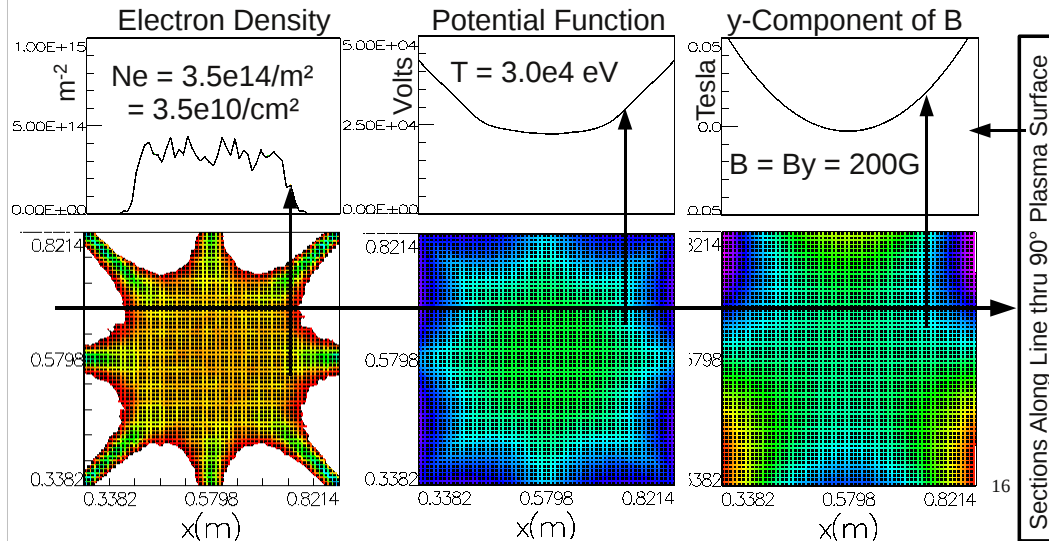 Electron Density
Potential Function
y-Component of B
1.00E+15
m⁻²
5.00E+14
0.00E+00
Ne = 3.5e14/m²
= 3.5e10/cm²
5.00E+04
Volts
2.50E+04
0.00E+00
T = 3.0e4 eV
0.05
Tesla
0.0
0.05
B = By = 200G
0.8214
0.5798
0.3382
0.3382
0.5798
0.8214
x(m)
0.8214
0.5798
0.3382
0.3382
0.5798
0.8214
x(m)
8214
5798
.3382
0.3382
0.5798
0.8214
x(m)
16
Sections Along Line thru 90° Plasma Surface